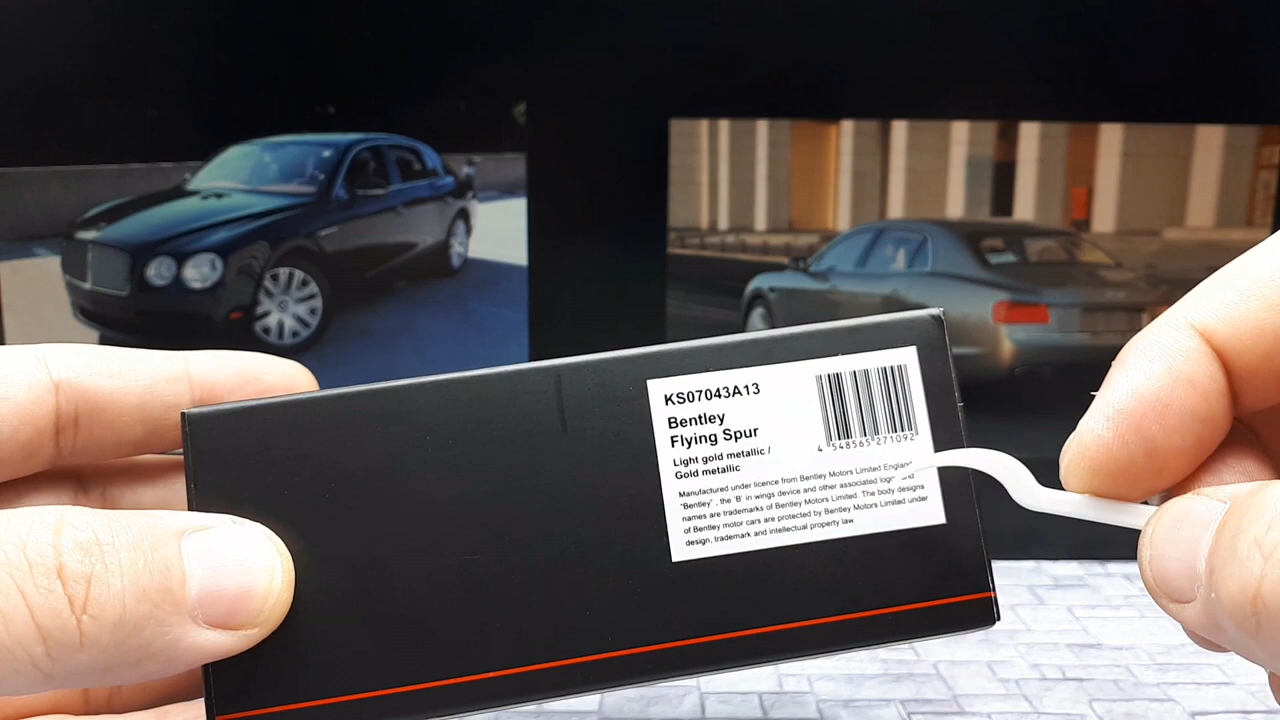 KS07043A13
Bentley
Flying Spur
Light gold metallic /
Gold metallic
4 548565 271092
Manufactured under licence from Bentley Motors Limited England
"Bentley" , the 'B' in wings device and other associated logo and
names are trademarks of Bentley Motors Limited. The body designs
of Bentley motor cars are protected by Bentley Motors Limited under
design, trademark and intellectual property law